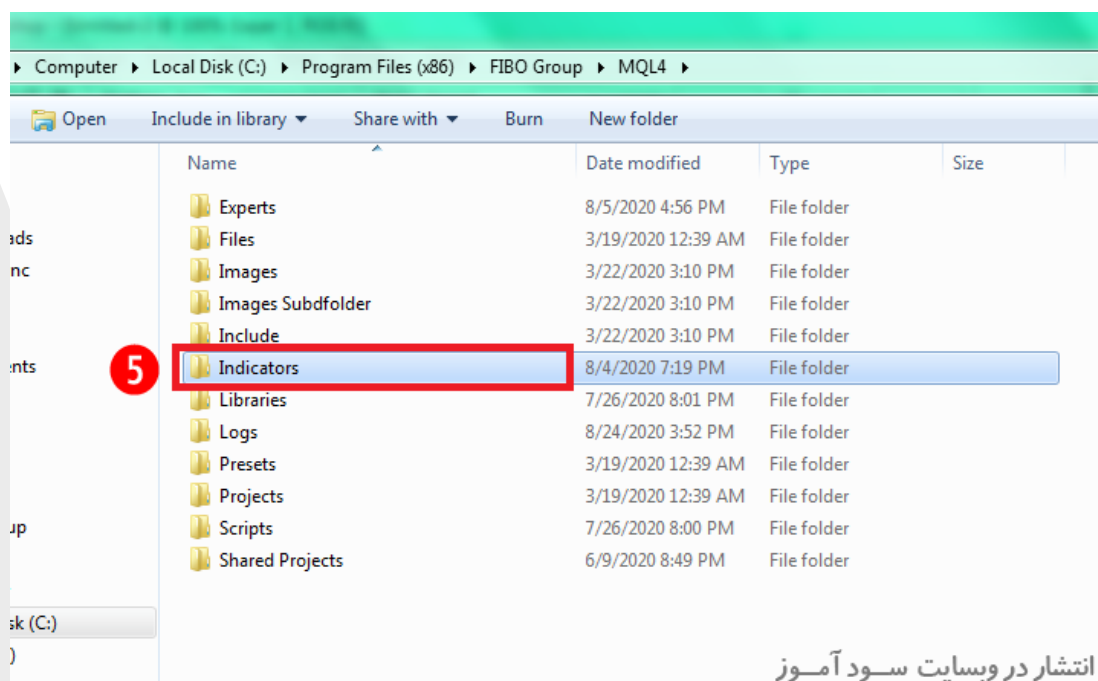 Computer ▸ Local Disk (C:) ▸ Program Files (x86) ▸ FIBO Group ▸ MQL4 ▸
Open Include in library Share with Burn New folder
Name Date modified Type Size
Experts 8/5/2020 4:56 PM File folder
ads Files 3/19/2020 12:39 AM File folder
nc Images 3/22/2020 3:10 PM File folder
Images Subdfolder 3/22/2020 3:10 PM File folder
Include 3/22/2020 3:10 PM File folder
ents 5 Indicators 8/4/2020 7:19 PM File folder
Libraries 7/26/2020 8:01 PM File folder
Logs 8/24/2020 3:52 PM File folder
Presets 3/19/2020 12:39 AM File folder
Projects 3/19/2020 12:39 AM File folder
up Scripts 7/26/2020 8:00 PM File folder
Shared Projects 6/9/2020 8:49 PM File folder
sk (C:)
)
انتشار در وبسایت ســود آمــوز